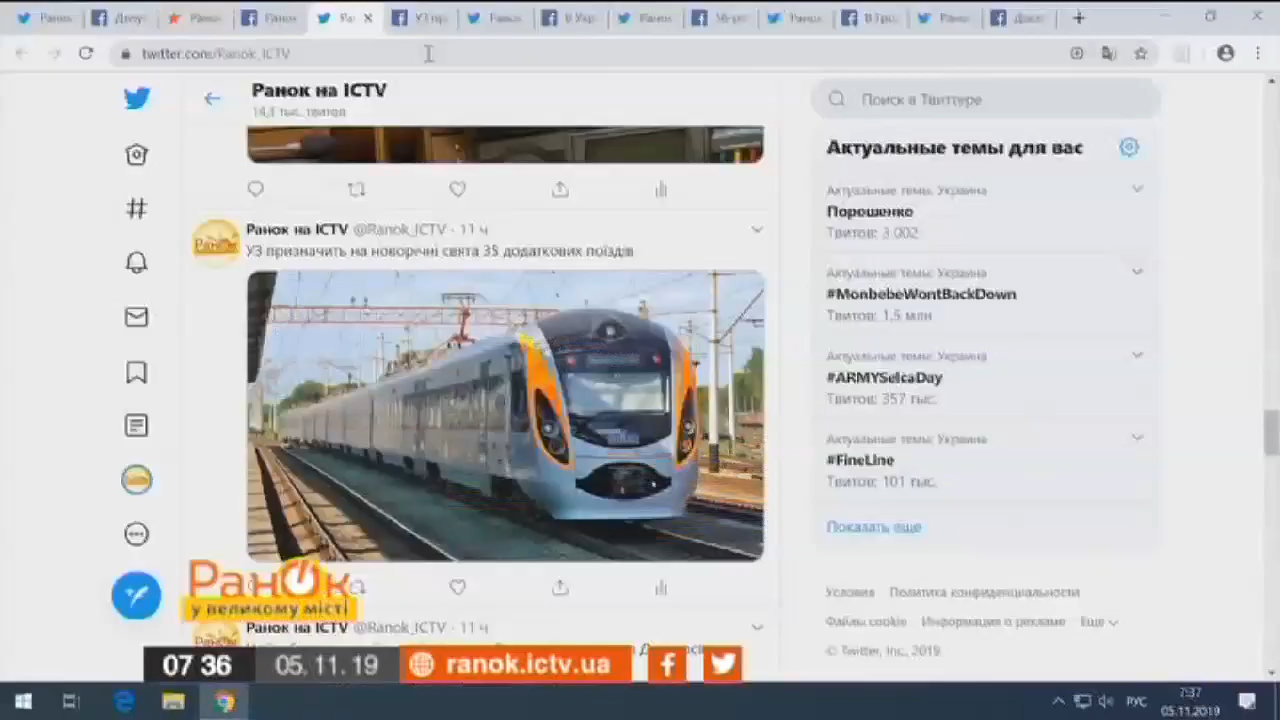 Ранок
Ранок
twitter.com/Ranok_ICTV
Ранок на ICTV
14,1 тыс. твитов
Поиск в Твиттере
Актуальные темы для вас
Актуальные темы: Украина
Порошенко
Твитов: 3 002
Актуальные темы: Украина
#MonbebeWontBackDown
Твитов: 1,5 млн
Актуальные темы: Украина
#ARMYSelcaDay
Твитов: 357 тыс.
Актуальные темы: Украина
#FineLine
Твитов: 101 тыс.
Показать еще
Условия Политика конфиденциальности
Файлы cookie Информация о рекламе Еще
© Twitter, Inc., 2019
Ранок на ICTV @Ranok_ICTV · 11 ч
УЗ призначить на новорічні свята 35 додаткових поїздів
Ранок
у великому місті
Ранок на ICTV @Ranok_ICTV · 11 ч
07 36 05.11.19 ranok.ictv.ua
РУС
7:37
05.11.2019